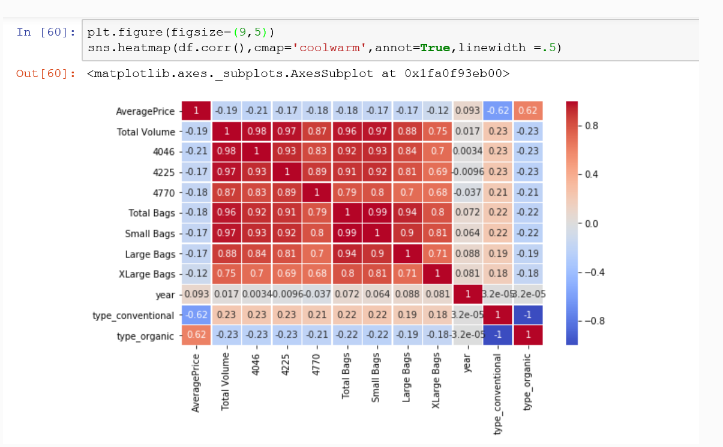 In [60]: plt.figure(figsize=(9,5))
sns.heatmap(df.corr(),cmap='coolwarm',annot=True,linewidth =.5)
Out[60]: <matplotlib.axes._subplots.AxesSubplot at 0x1fa0f93eb00>
AveragePrice 1 -0.19 -0.21 -0.17 -0.18 -0.18 -0.17 -0.17 -0.12 0.093 -0.62 0.62
Total Volume -0.19 1 0.98 0.97 0.87 0.96 0.97 0.88 0.75 0.017 0.23 -0.23
4046 -0.21 0.98 1 0.93 0.83 0.92 0.93 0.84 0.7 0.0034 0.23 -0.23
4225 -0.17 0.97 0.93 1 0.89 0.91 0.92 0.81 0.69 -0.0096 0.23 -0.23
4770 -0.18 0.87 0.83 0.89 1 0.79 0.8 0.7 0.68 -0.037 0.21 -0.21
Total Bags -0.18 0.96 0.92 0.91 0.79 1 0.99 0.94 0.8 0.072 0.22 -0.22
Small Bags -0.17 0.97 0.93 0.92 0.8 0.99 1 0.9 0.81 0.064 0.22 -0.22
Large Bags -0.17 0.88 0.84 0.81 0.7 0.94 0.9 1 0.71 0.088 0.19 -0.19
XLarge Bags -0.12 0.75 0.7 0.69 0.68 0.8 0.81 0.71 1 0.081 0.18 -0.18
year 0.093 0.017 0.0034 -0.0096 -0.037 0.072 0.064 0.088 0.081 1 3.2e-05 3.2e-05
type_conventional -0.62 0.23 0.23 0.23 0.21 0.22 0.22 0.19 0.18 3.2e-05 1 -1
type_organic 0.62 -0.23 -0.23 -0.23 -0.21 -0.22 -0.22 -0.19 -0.18 -3.2e-05 -1 1
AveragePrice
Total Volume
4046
4225
4770
Total Bags
Small Bags
Large Bags
XLarge Bags
year
type_conventional
type_organic
0.8
0.4
0.0
-0.4
-0.8